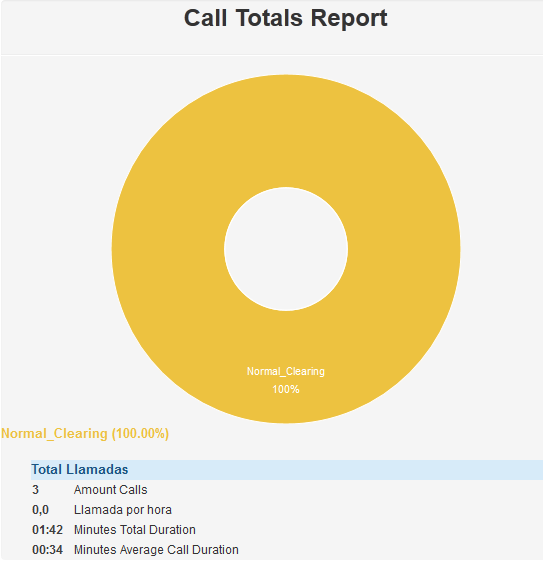 Call Totals Report
Normal_Clearing
100%
Normal_Clearing (100.00%)
Total Llamadas
3 Amount Calls
0,0 Llamada por hora
01:42 Minutes Total Duration
00:34 Minutes Average Call Duration